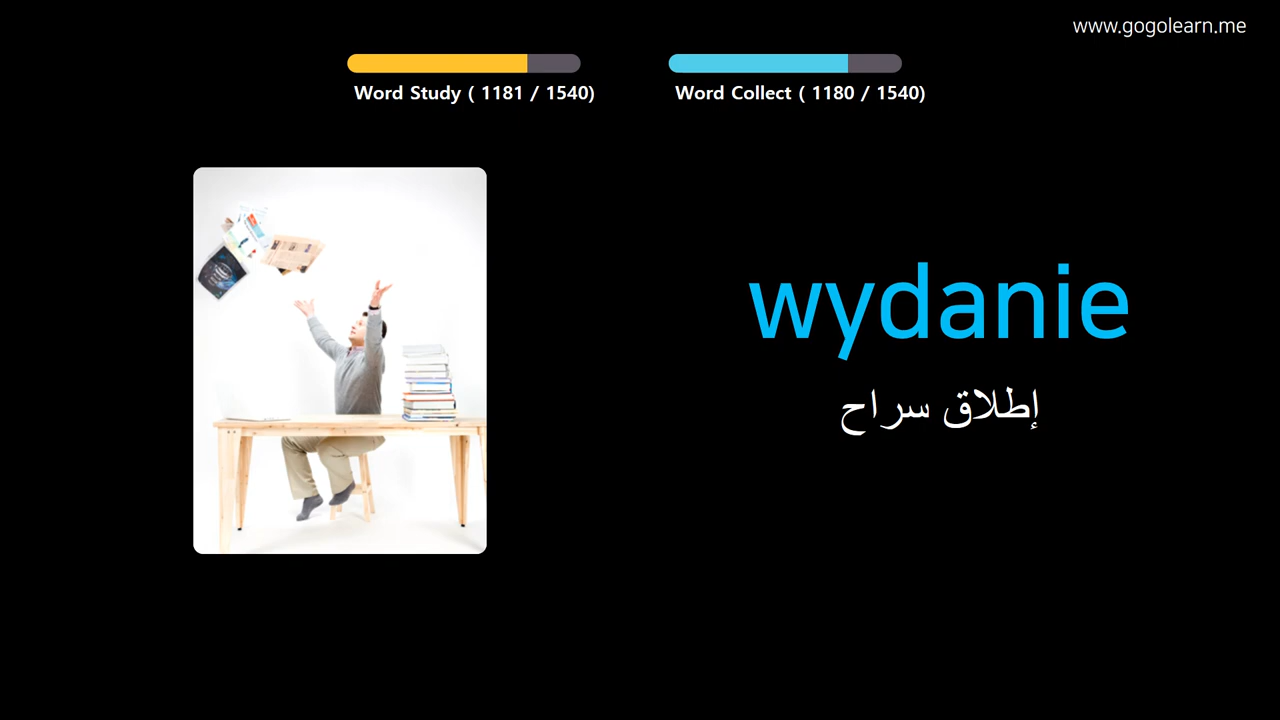 www.gogolearn.me
Word Study ( 1181 / 1540)
Word Collect ( 1180 / 1540)
wydanie
إطلاق سراح